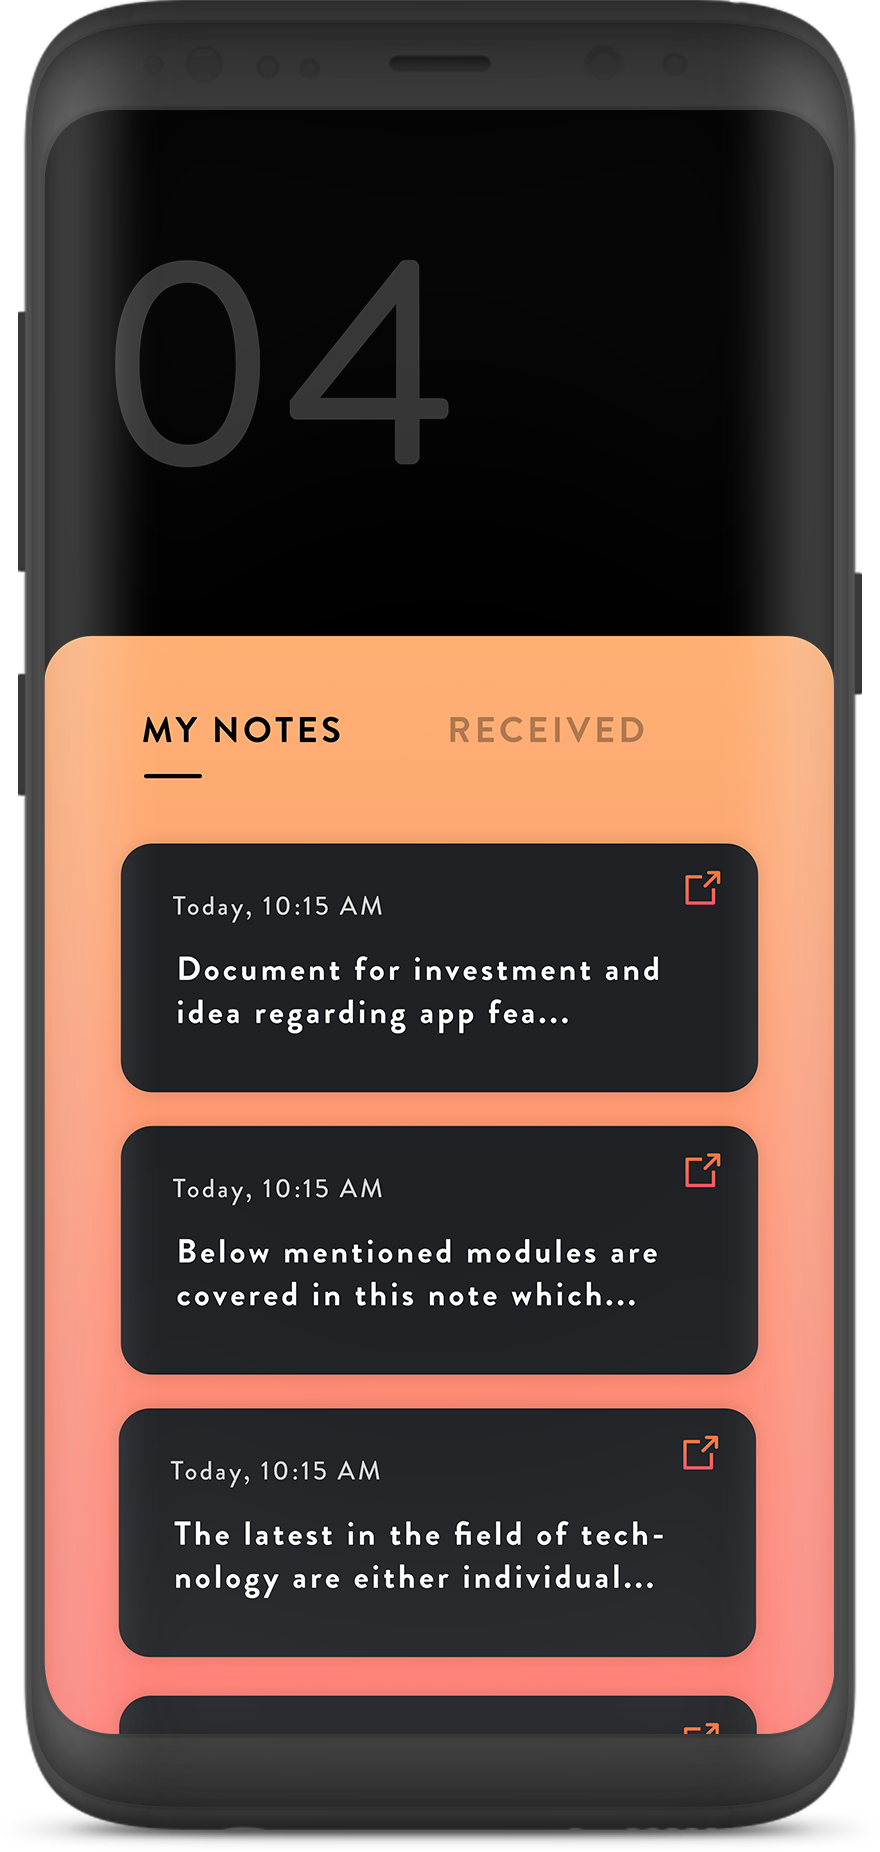 04
MY NOTES
RECEIVED
Today, 10:15 AM
Document for investment and
idea regarding app fea...
Today, 10:15 AM
Below mentioned modules are
covered in this note which...
Today, 10:15 AM
The latest in the field of tech-
nology are either individual...